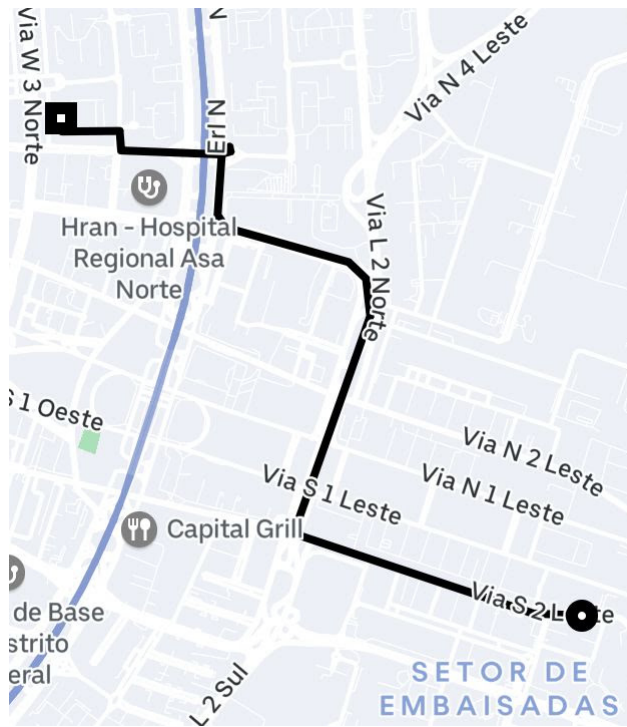 Via W 3 Norte
Via N 4 Leste
Erl N
Via L 2 Norte
Hran - Hospital
Regional Asa
Norte
S 1 Oeste
Via N 2 Leste
Via N 1 Leste
Via S 1 Leste
Capital Grill
Via S 2 Leste
de Base
strito
eral
L 2 Sul
SETOR DE
EMBAISADAS